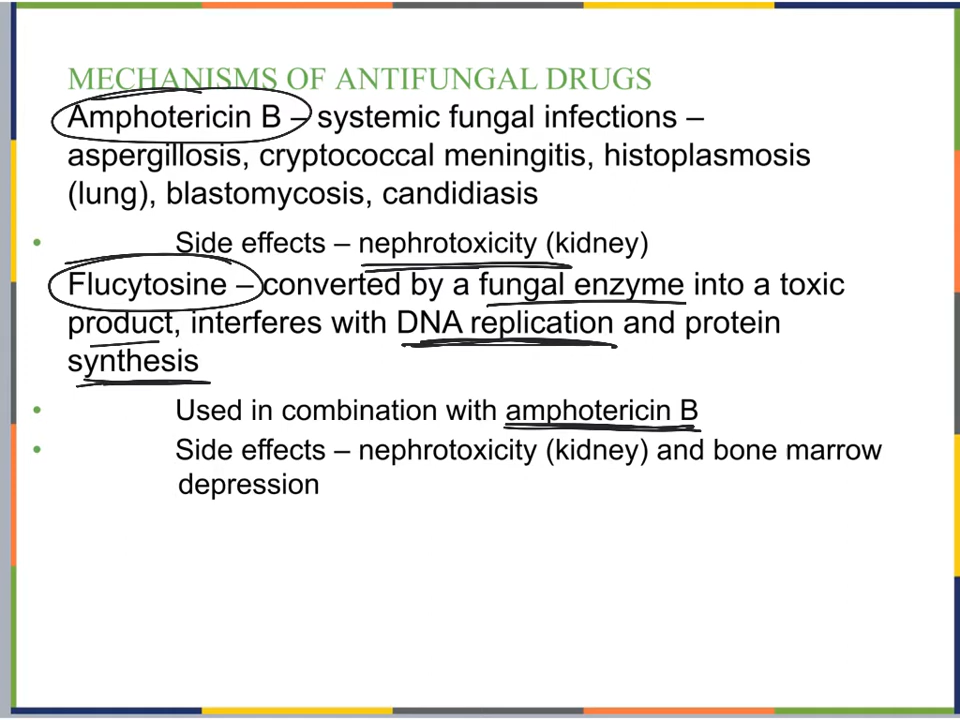 MECHANISMS OF ANTIFUNGAL DRUGS
Amphotericin B – systemic fungal infections –
aspergillosis, cryptococcal meningitis, histoplasmosis
(lung), blastomycosis, candidiasis
• Side effects – nephrotoxicity (kidney)
Flucytosine – converted by a fungal enzyme into a toxic
product, interferes with DNA replication and protein
synthesis
• Used in combination with amphotericin B
• Side effects – nephrotoxicity (kidney) and bone marrow
depression